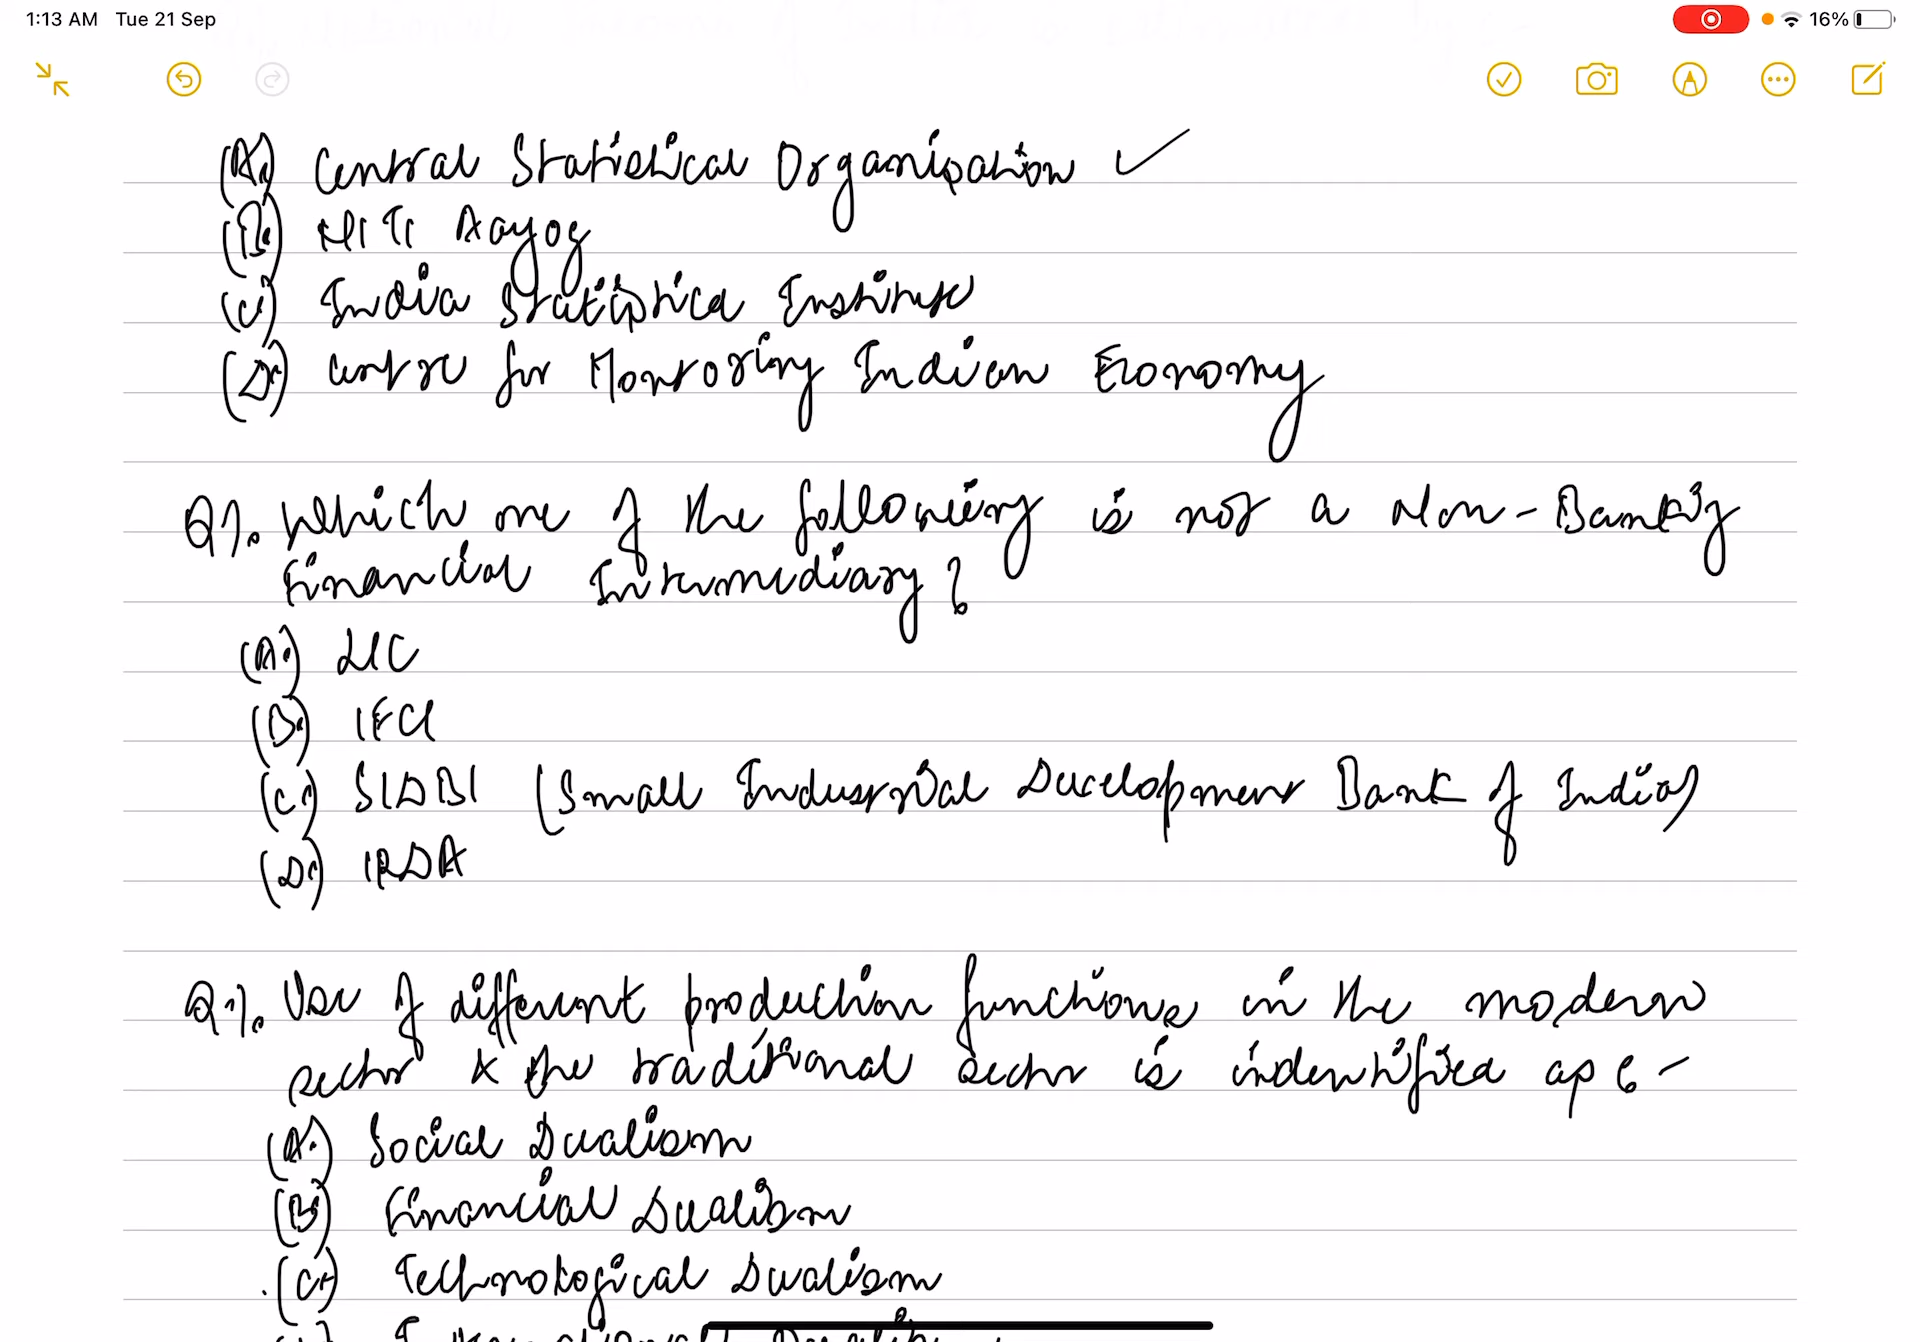 1:13 AM Tue 21 Sep 16%
(A.) Central Statistical Organisation ✓
(B.) NITI Aayog
(C.) India Statistica Institute
(D.) Centre for Monitoring Indian Economy
Q1. Which one of the following is not a Non-Banking
Financial Intermediary?
(A.) LIC
(B.) IFCI
(C.) SIDBI (Small Industrial Development Bank of India)
(D.) IRDA
Q1. Use of different production functions in the modern
sector & the traditional sector is indentified as :-
(A.) Social Dualism
(B.) Financial Dualism
(C.) Technological Dualism